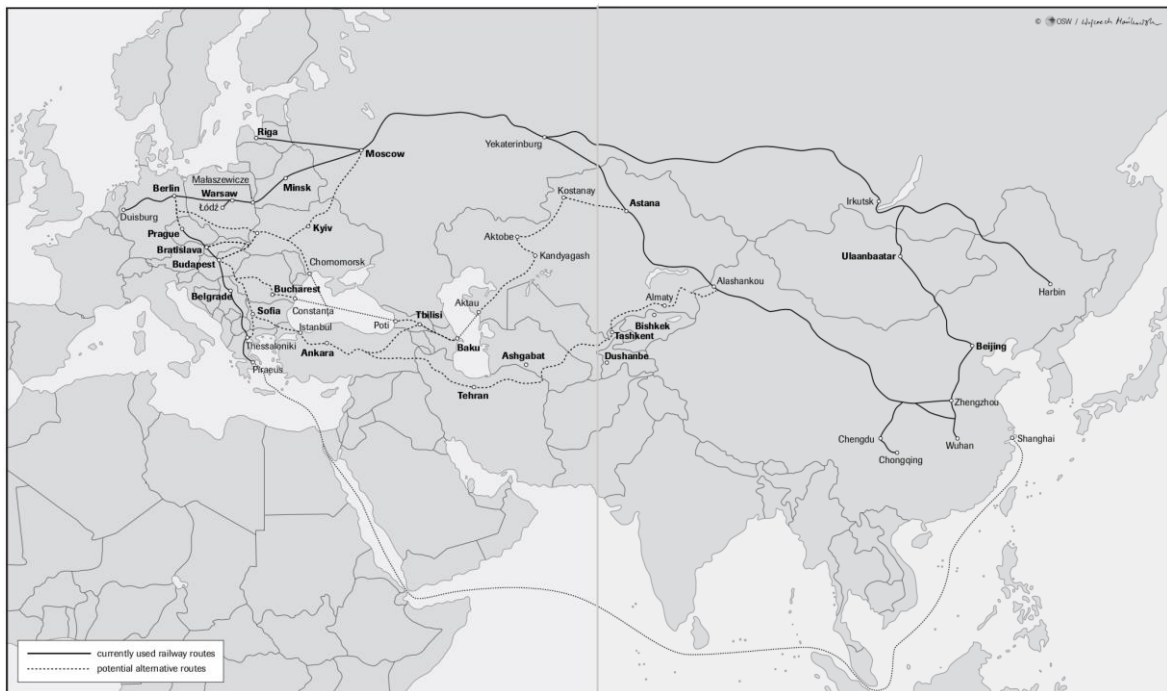 © OSW / Wojciech Mańkowski
Riga
Moscow
Yekaterinburg
Małaszewicze
Berlin
Warsaw
Minsk
Łódź
Duisburg
Kostanay
Astana
Irkutsk
Prague
Kyiv
Bratislava
Aktobe
Budapest
Kandyagash
Ulaanbaatar
Chornomorsk
Alashankou
Harbin
Belgrade
Bucharest
Aktau
Almaty
Constanța
Sofia
Tbilisi
Bishkek
Poti
Istanbul
Tashkent
Thessaloniki
Ankara
Baku
Ashgabat
Dushanbe
Beijing
Piraeus
Tehran
Zhengzhou
Chengdu
Wuhan
Shanghai
Chongqing
currently used railway routes
potential alternative routes